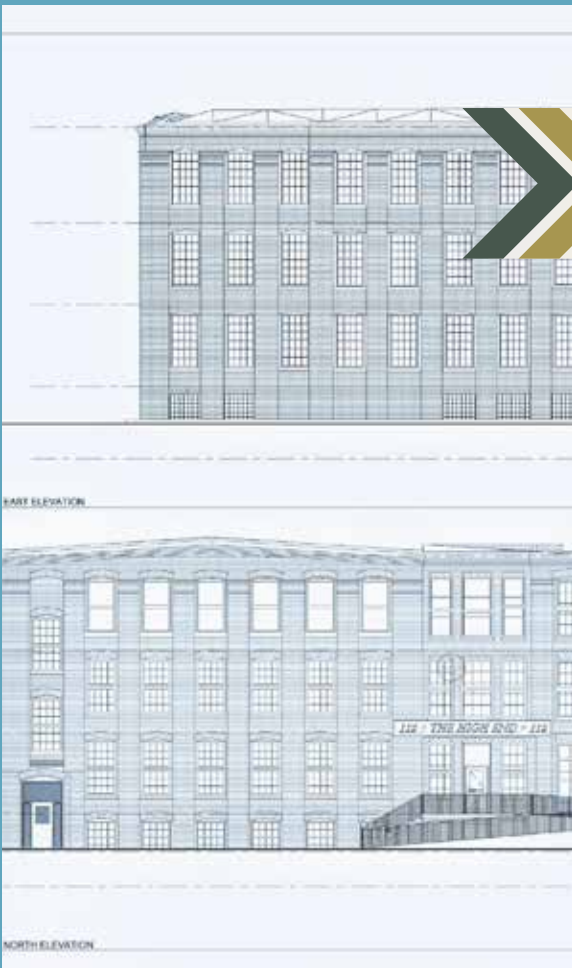 EAST ELEVATION
112 - THE HIGH END - 112
NORTH ELEVATION